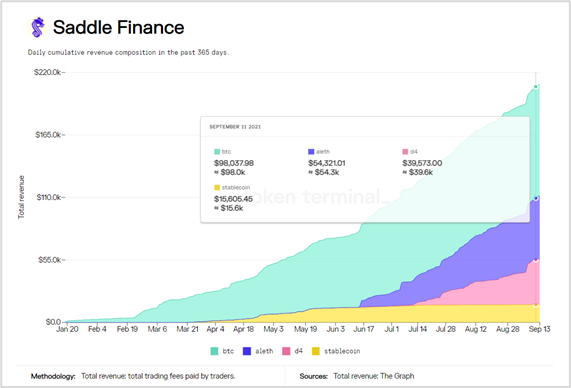 Saddle Finance
Daily cumulative revenue composition in the past 365 days.
$220.0k
$165.0k
$110.0k
$55.0k
$0.0
Total revenue
SEPTEMBER 11 2021
btc aleth d4
$98,037.98 $54,321.01 $39,573.00
≈ $98.0k ≈ $54.3k ≈ $39.6k
stablecoin
$15,605.45
≈ $15.6k
token terminal_
Jan 20 Feb 4 Feb 19 Mar 6 Mar 21 Apr 4 Apr 18 May 3 May 19 Jun 3 Jun 17 Jul 1 Jul 14 Jul 28 Aug 12 Aug 28 Sep 13
btc aleth d4 stablecoin
Methodology: Total revenue: total trading fees paid by traders. Sources: Total revenue: The Graph